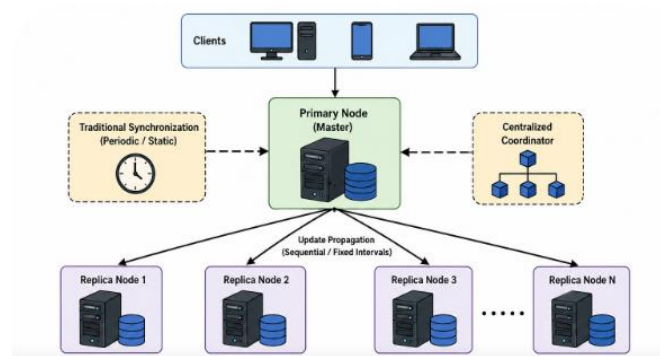 Clients
Traditional Synchronization
(Periodic / Static)
Primary Node
(Master)
Centralized
Coordinator
Update Propagation
(Sequential / Fixed Intervals)
Replica Node 1
Replica Node 2
Replica Node 3
Replica Node N